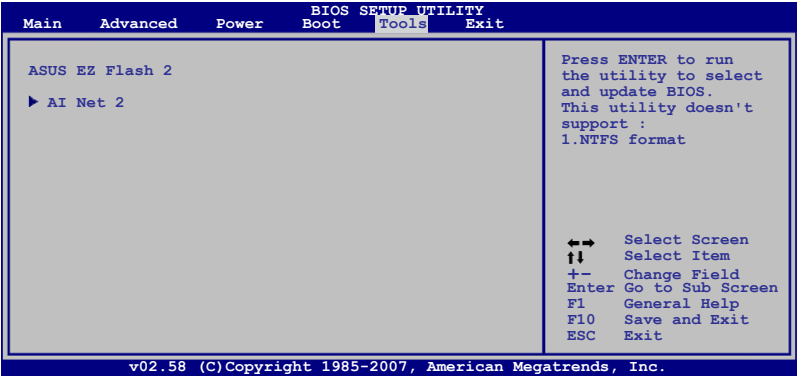 BIOS SETUP UTILITY
Main Advanced Power Boot Tools Exit
ASUS EZ Flash 2
AI Net 2
Press ENTER to run
the utility to select
and update BIOS.
This utility doesn't
support :
1.NTFS format
←→ Select Screen
↑↓ Select Item
+- Change Field
Enter Go to Sub Screen
F1 General Help
F10 Save and Exit
ESC Exit
v02.58 (C)Copyright 1985-2007, American Megatrends, Inc.